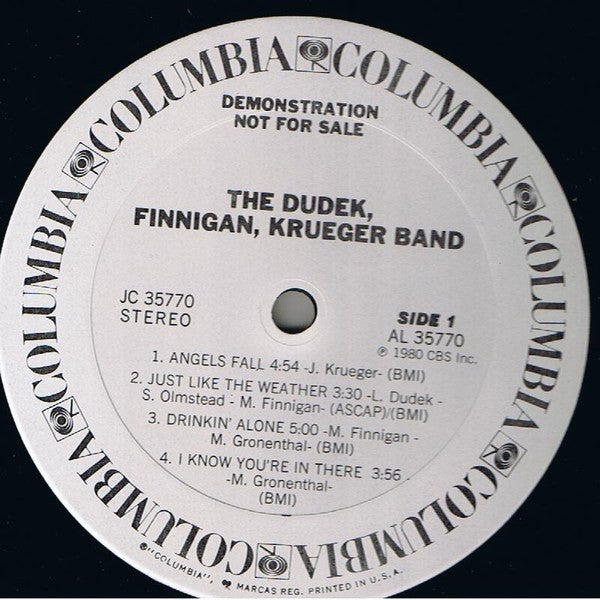 COLUMBIA COLUMBIA COLUMBIA COLUMBIA COLUMBIA COLUMBIA COLUMBIA COLUMBIA
DEMONSTRATION
NOT FOR SALE
THE DUDEK,
FINNIGAN, KRUEGER BAND
JC 35770
STEREO
SIDE 1
AL 35770
℗ 1980 CBS Inc.
1. ANGELS FALL 4:54 -J. Krueger- (BMI)
2. JUST LIKE THE WEATHER 3:30 -L. Dudek -
S. Olmstead - M. Finnigan- (ASCAP)/(BMI)
3. DRINKIN' ALONE 5:00 -M. Finnigan -
M. Gronenthal- (BMI)
4. I KNOW YOU'RE IN THERE 3:56
-M. Gronenthal-
(BMI)
®"COLUMBIA", MARCAS REG. PRINTED IN U.S.A.